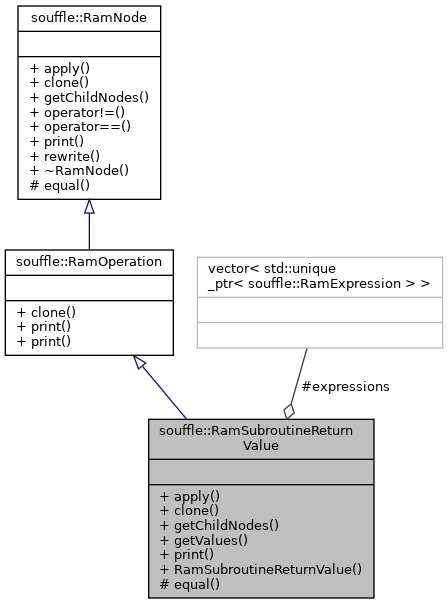 souffle::RamNode
+ apply()
+ clone()
+ getChildNodes()
+ operator!=()
+ operator==()
+ print()
+ rewrite()
+ ~RamNode()
# equal()
souffle::RamOperation
+ clone()
+ print()
+ print()
vector< std::unique
_ptr< souffle::RamExpression > >
#expressions
souffle::RamSubroutineReturn
Value
+ apply()
+ clone()
+ getChildNodes()
+ getValues()
+ print()
+ RamSubroutineReturnValue()
# equal()